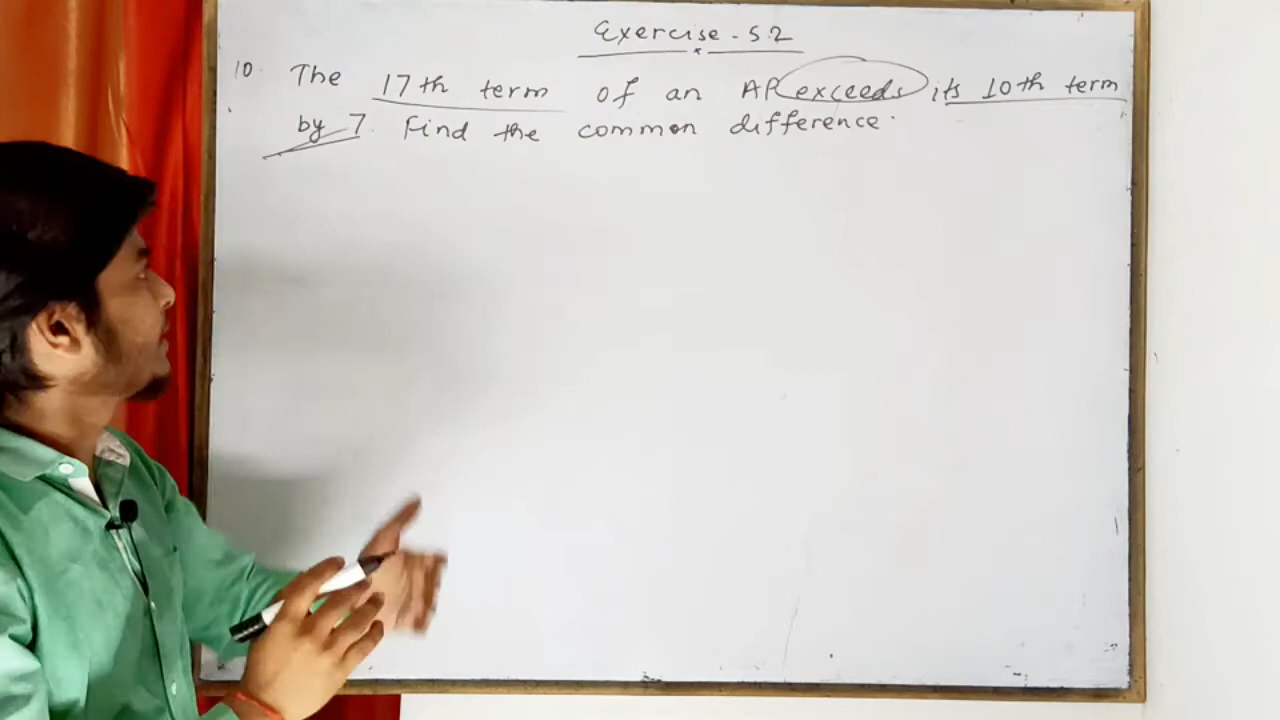 Exercise - 5.2
10. The 17th term of an AP exceeds its 10th term
by 7. Find the common difference.